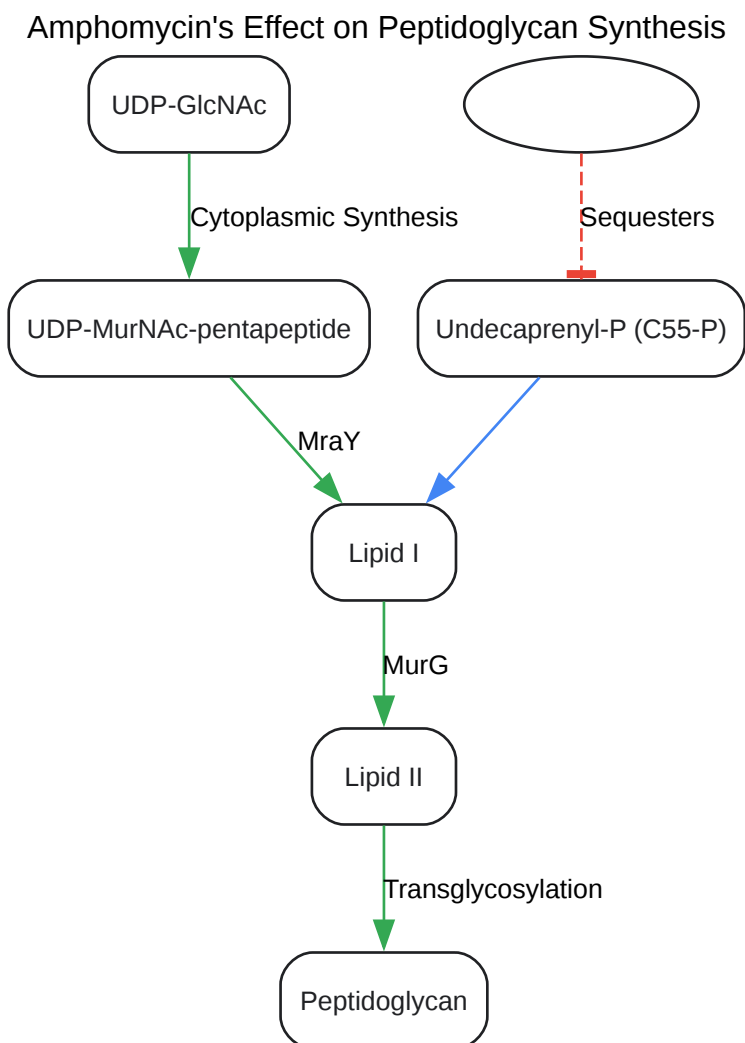 Amphomycin's Effect on Peptidoglycan Synthesis
UDP-GlcNAc
Cytoplasmic Synthesis
Sequesters
UDP-MurNAc-pentapeptide
Undecaprenyl-P (C55-P)
MraY
Lipid I
MurG
Lipid II
Transglycosylation
Peptidoglycan